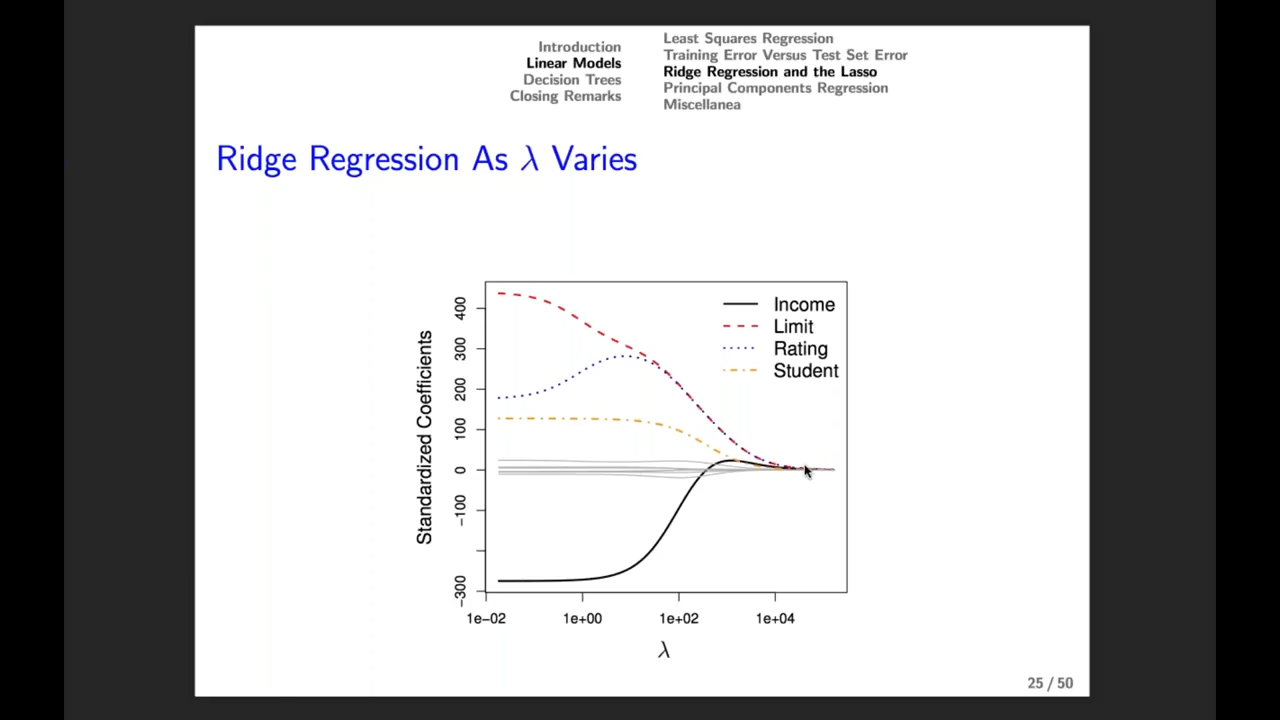 Introduction
Linear Models
Decision Trees
Closing Remarks
Least Squares Regression
Training Error Versus Test Set Error
Ridge Regression and the Lasso
Principal Components Regression
Miscellanea
Ridge Regression As λ Varies
Standardized Coefficients
400
300
200
100
0
−100
−300
Income
Limit
Rating
Student
1e−02 1e+00 1e+02 1e+04
λ
25 / 50